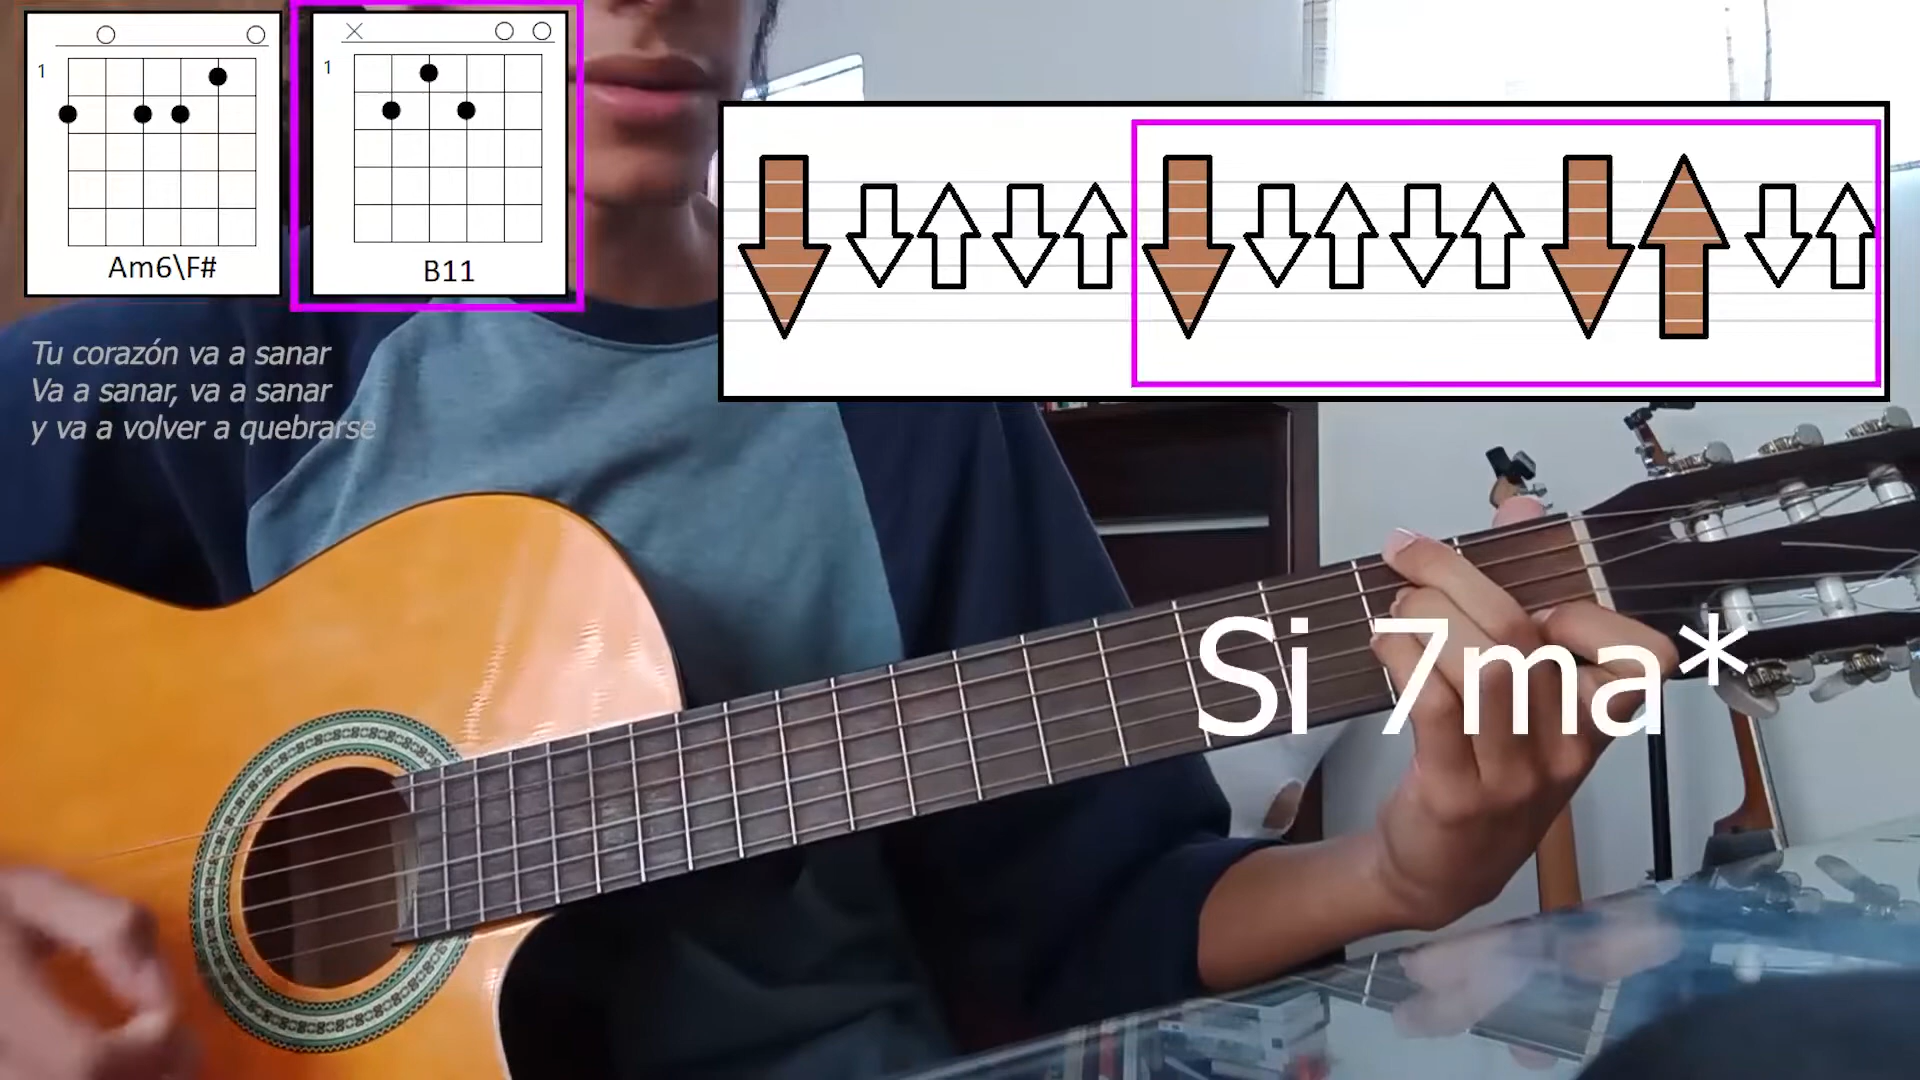 1
Am6\F#
1
B11
Tu corazón va a sanar
Va a sanar, va a sanar
y va a volver a quebrarse
Si 7ma*